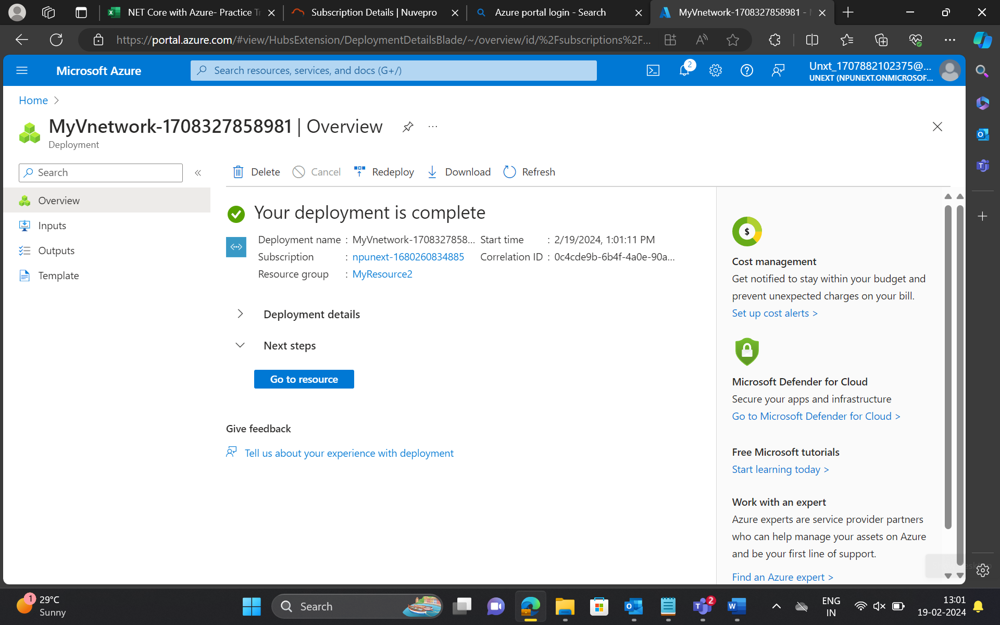 NET Core with Azure- Practice Tr
Subscription Details | Nuvepro
Azure portal login - Search
MyVnetwork-1708327858981 -
https://portal.azure.com/#view/HubsExtension/DeploymentDetailsBlade/~/overview/id/%2Fsubscriptions%2F...
Microsoft Azure
Search resources, services, and docs (G+/)
2
Unxt_1707882102375@...
UNEXT (NPUNEXT.ONMICROSOF...
Home
MyVnetwork-1708327858981 | Overview
Deployment
Search
Delete
Cancel
Redeploy
Download
Refresh
Overview
Inputs
Outputs
Template
Your deployment is complete
Deployment name : MyVnetwork-1708327858...
Start time : 2/19/2024, 1:01:11 PM
Subscription : npunext-1680260834885
Correlation ID : 0c4cde9b-6b4f-4a0e-90a...
Resource group : MyResource2
Deployment details
Next steps
Go to resource
Give feedback
Tell us about your experience with deployment
Cost management
Get notified to stay within your budget and
prevent unexpected charges on your bill.
Set up cost alerts >
Microsoft Defender for Cloud
Secure your apps and infrastructure
Go to Microsoft Defender for Cloud >
Free Microsoft tutorials
Start learning today >
Work with an expert
Azure experts are service provider partners
who can help manage your assets on Azure
and be your first line of support.
Find an Azure expert >
1
29°C
Sunny
Search
2
ENG
IN
13:01
19-02-2024